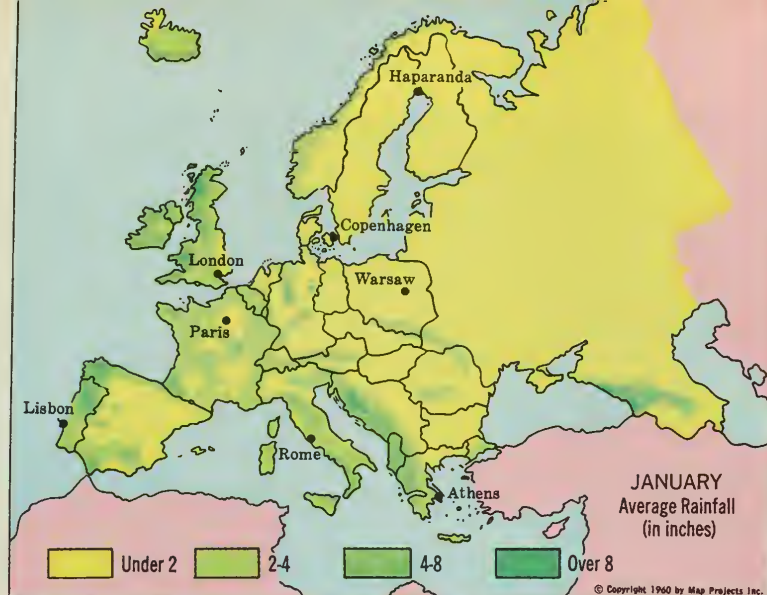 Haparanda
Copenhagen
London
Warsaw
Paris
Lisbon
Rome
Athens
JANUARY
Average Rainfall
(in inches)
Under 2
2-4
4-8
Over 8
© Copyright 1960 by Map Projects Inc.